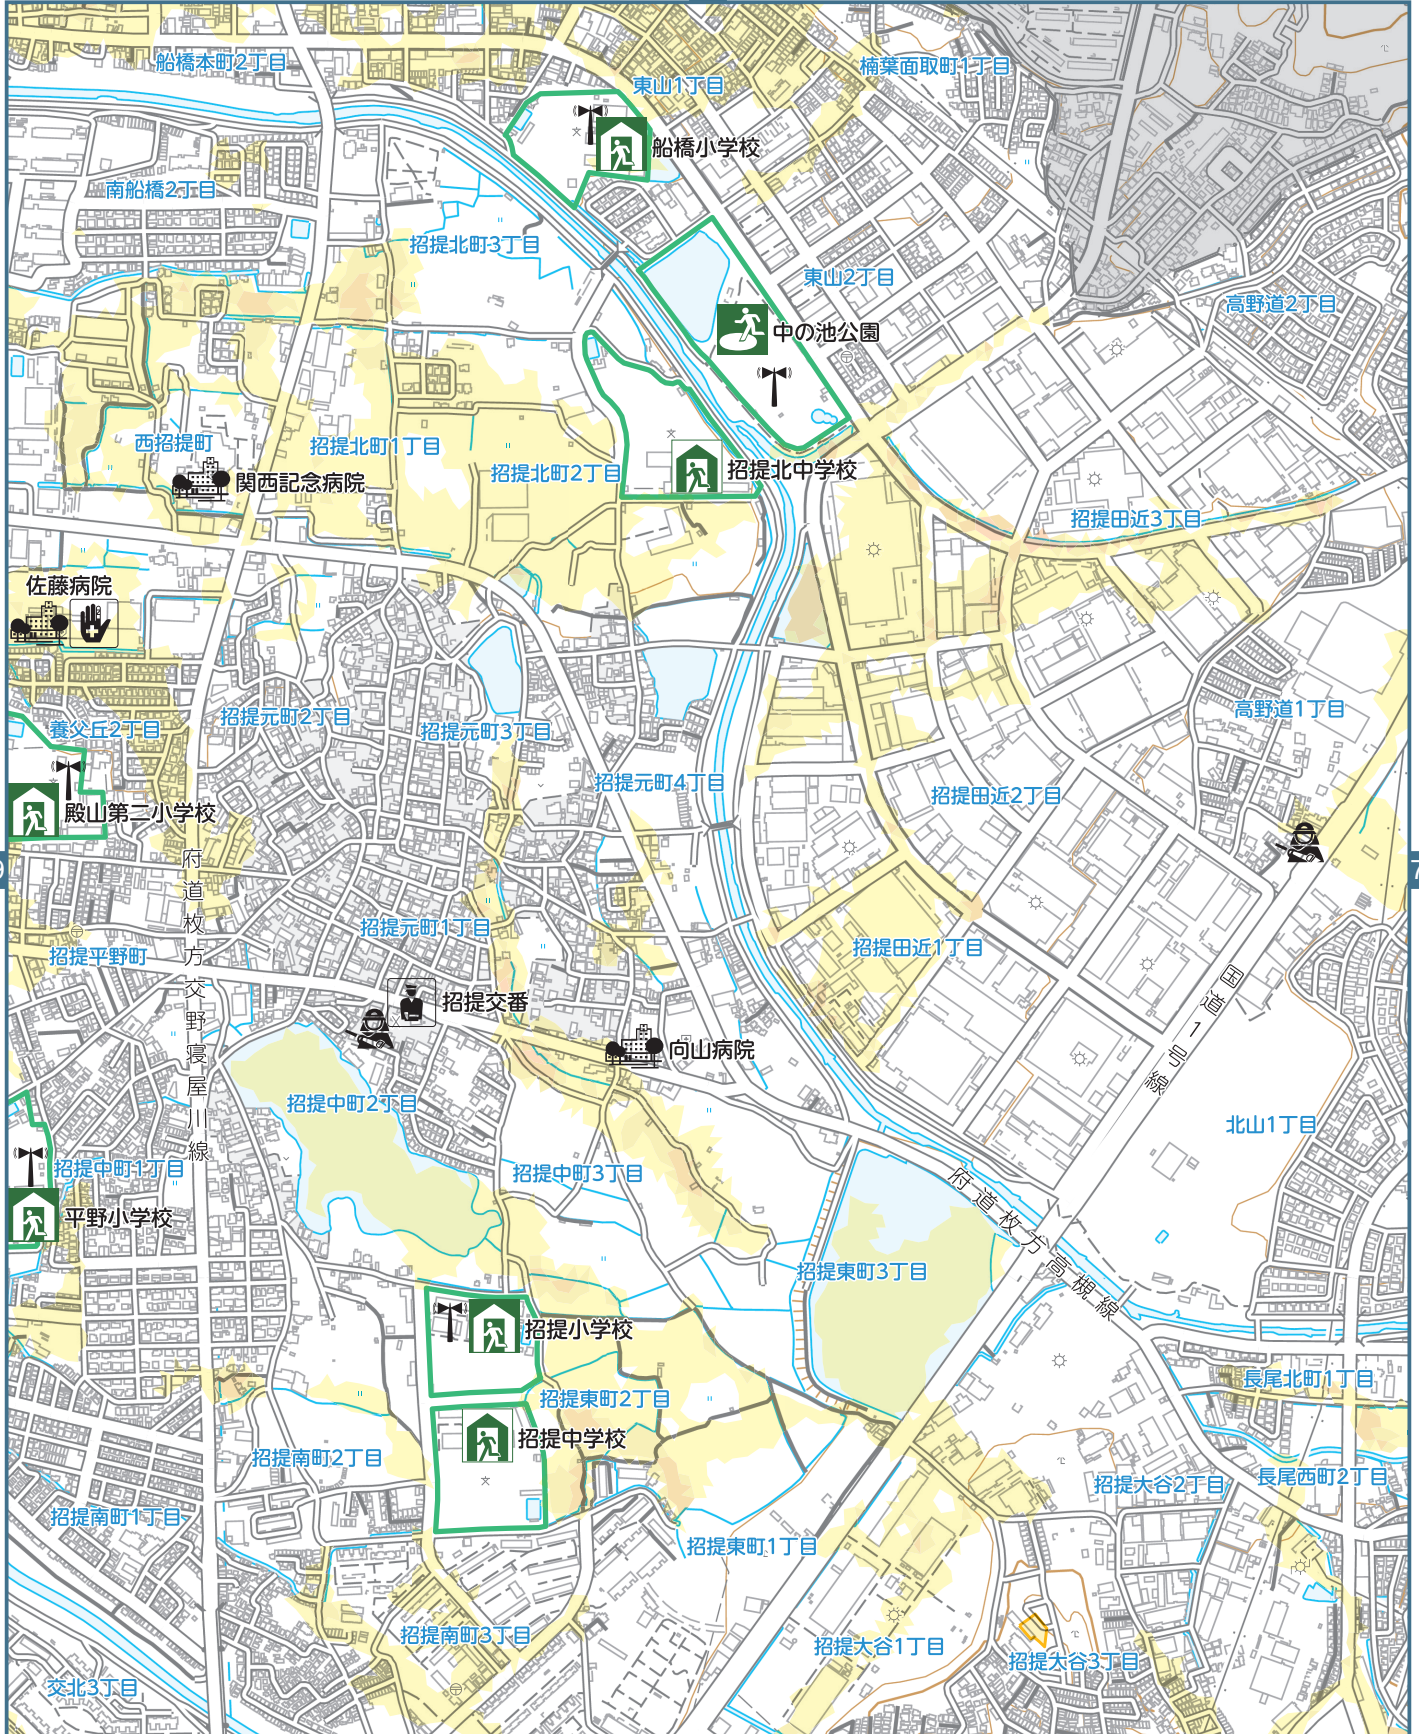 船橋本町2丁目
東山1丁目
楠葉面取町1丁目
船橋小学校
南船橋2丁目
招提北町3丁目
東山2丁目
高野道2丁目
中の池公園
西招提町
招提北町1丁目
招提北町2丁目
招提北中学校
関西記念病院
招提田近3丁目
佐藤病院
高野道1丁目
招提元町2丁目
養父丘2丁目
招提元町3丁目
招提元町4丁目
招提田近2丁目
殿山第二小学校
府道枚方交野寝屋川線
招提元町1丁目
招提田近1丁目
招提平野町
国道1号線
招提交番
向山病院
招提中町2丁目
北山1丁目
招提中町1丁目
招提中町3丁目
府道枚方高槻線
平野小学校
招提東町3丁目
招提小学校
長尾北町1丁目
招提東町2丁目
招提中学校
招提南町2丁目
長尾西町2丁目
招提大谷2丁目
招提南町1丁目
招提東町1丁目
招提南町3丁目
招提大谷1丁目
招提大谷3丁目
交北3丁目
9
7